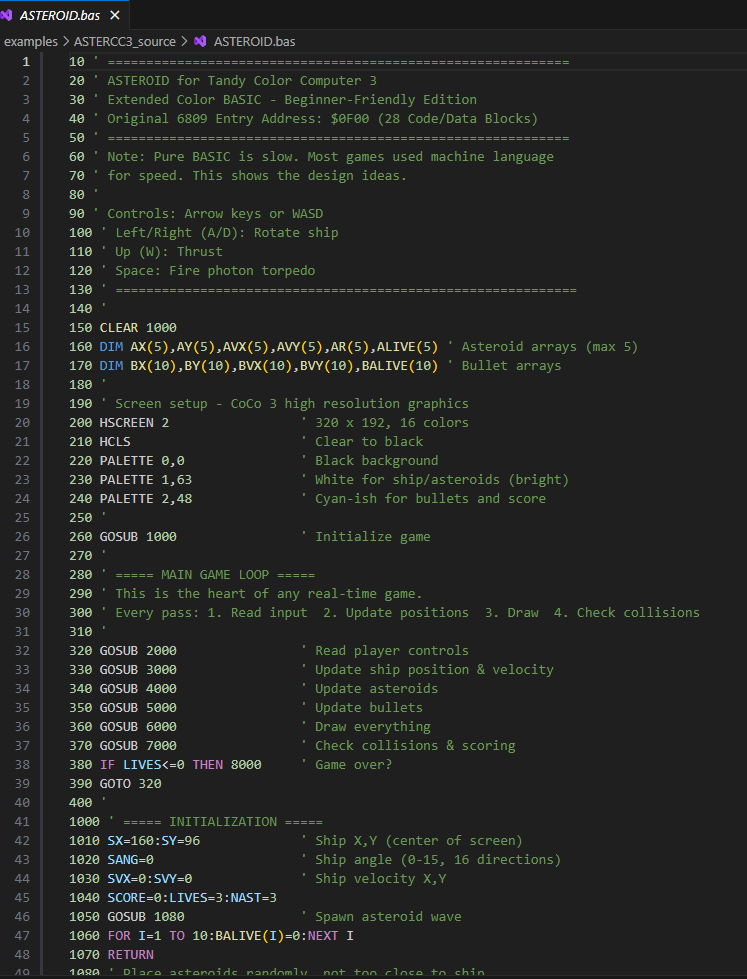 ASTEROID.bas ×
examples > ASTERCC3_source > ASTEROID.bas
1 10 ' ============================================================
2 20 ' ASTEROID for Tandy Color Computer 3
3 30 ' Extended Color BASIC - Beginner-Friendly Edition
4 40 ' Original 6809 Entry Address: $0F00 (28 Code/Data Blocks)
5 50 ' ============================================================
6 60 ' Note: Pure BASIC is slow. Most games used machine language
7 70 ' for speed. This shows the design ideas.
8 80 '
9 90 ' Controls: Arrow keys or WASD
10 100 ' Left/Right (A/D): Rotate ship
11 110 ' Up (W): Thrust
12 120 ' Space: Fire photon torpedo
13 130 ' ============================================================
14 140 '
15 150 CLEAR 1000
16 160 DIM AX(5),AY(5),AVX(5),AVY(5),AR(5),ALIVE(5) ' Asteroid arrays (max 5)
17 170 DIM BX(10),BY(10),BVX(10),BVY(10),BALIVE(10) ' Bullet arrays
18 180 '
19 190 ' Screen setup - CoCo 3 high resolution graphics
20 200 HSCREEN 2 ' 320 x 192, 16 colors
21 210 HCLS ' Clear to black
22 220 PALETTE 0,0 ' Black background
23 230 PALETTE 1,63 ' White for ship/asteroids (bright)
24 240 PALETTE 2,48 ' Cyan-ish for bullets and score
25 250 '
26 260 GOSUB 1000 ' Initialize game
27 270 '
28 280 ' ===== MAIN GAME LOOP =====
29 290 ' This is the heart of any real-time game.
30 300 ' Every pass: 1. Read input 2. Update positions 3. Draw 4. Check collisions
31 310 '
32 320 GOSUB 2000 ' Read player controls
33 330 GOSUB 3000 ' Update ship position & velocity
34 340 GOSUB 4000 ' Update asteroids
35 350 GOSUB 5000 ' Update bullets
36 360 GOSUB 6000 ' Draw everything
37 370 GOSUB 7000 ' Check collisions & scoring
38 380 IF LIVES<=0 THEN 8000 ' Game over?
39 390 GOTO 320
40 400 '
41 1000 ' ===== INITIALIZATION =====
42 1010 SX=160:SY=96 ' Ship X,Y (center of screen)
43 1020 SANG=0 ' Ship angle (0-15, 16 directions)
44 1030 SVX=0:SVY=0 ' Ship velocity X,Y
45 1040 SCORE=0:LIVES=3:NAST=3
46 1050 GOSUB 1080 ' Spawn asteroid wave
47 1060 FOR I=1 TO 10:BALIVE(I)=0:NEXT I
48 1070 RETURN
49 1080 ' Place asteroids randomly, not too close to ship